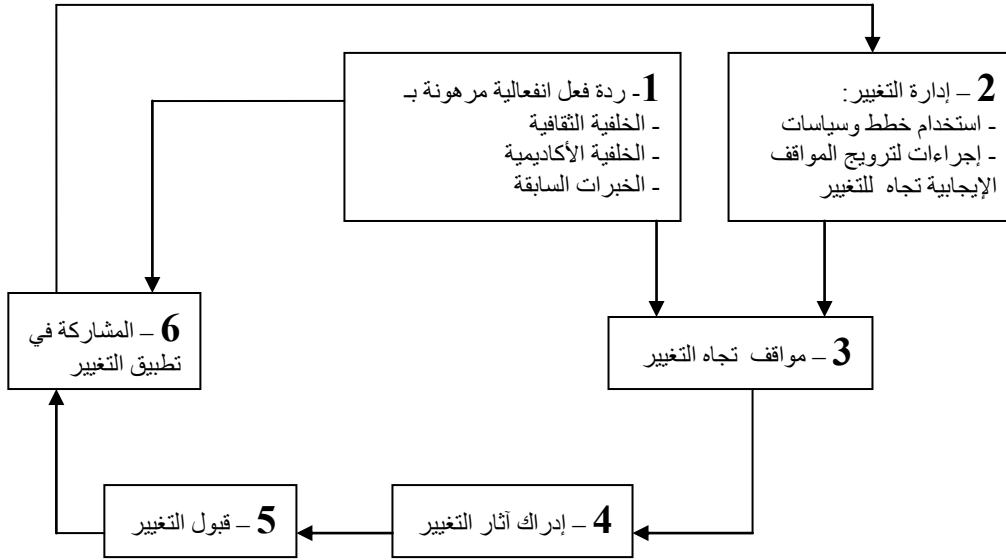 1- ردة فعل انفعالية مرهونة بـ
- الخلفية الثقافية
- الخلفية الأكاديمية
- الخبرات السابقة
2 – إدارة التغيير:
- استخدام خطط وسياسات
- إجراءات لترويج المواقف
الإيجابية تجاه للتغيير
3 – مواقف تجاه التغيير
4 – إدراك آثار التغيير
5 – قبول التغيير
6 – المشاركة في
تطبيق التغيير